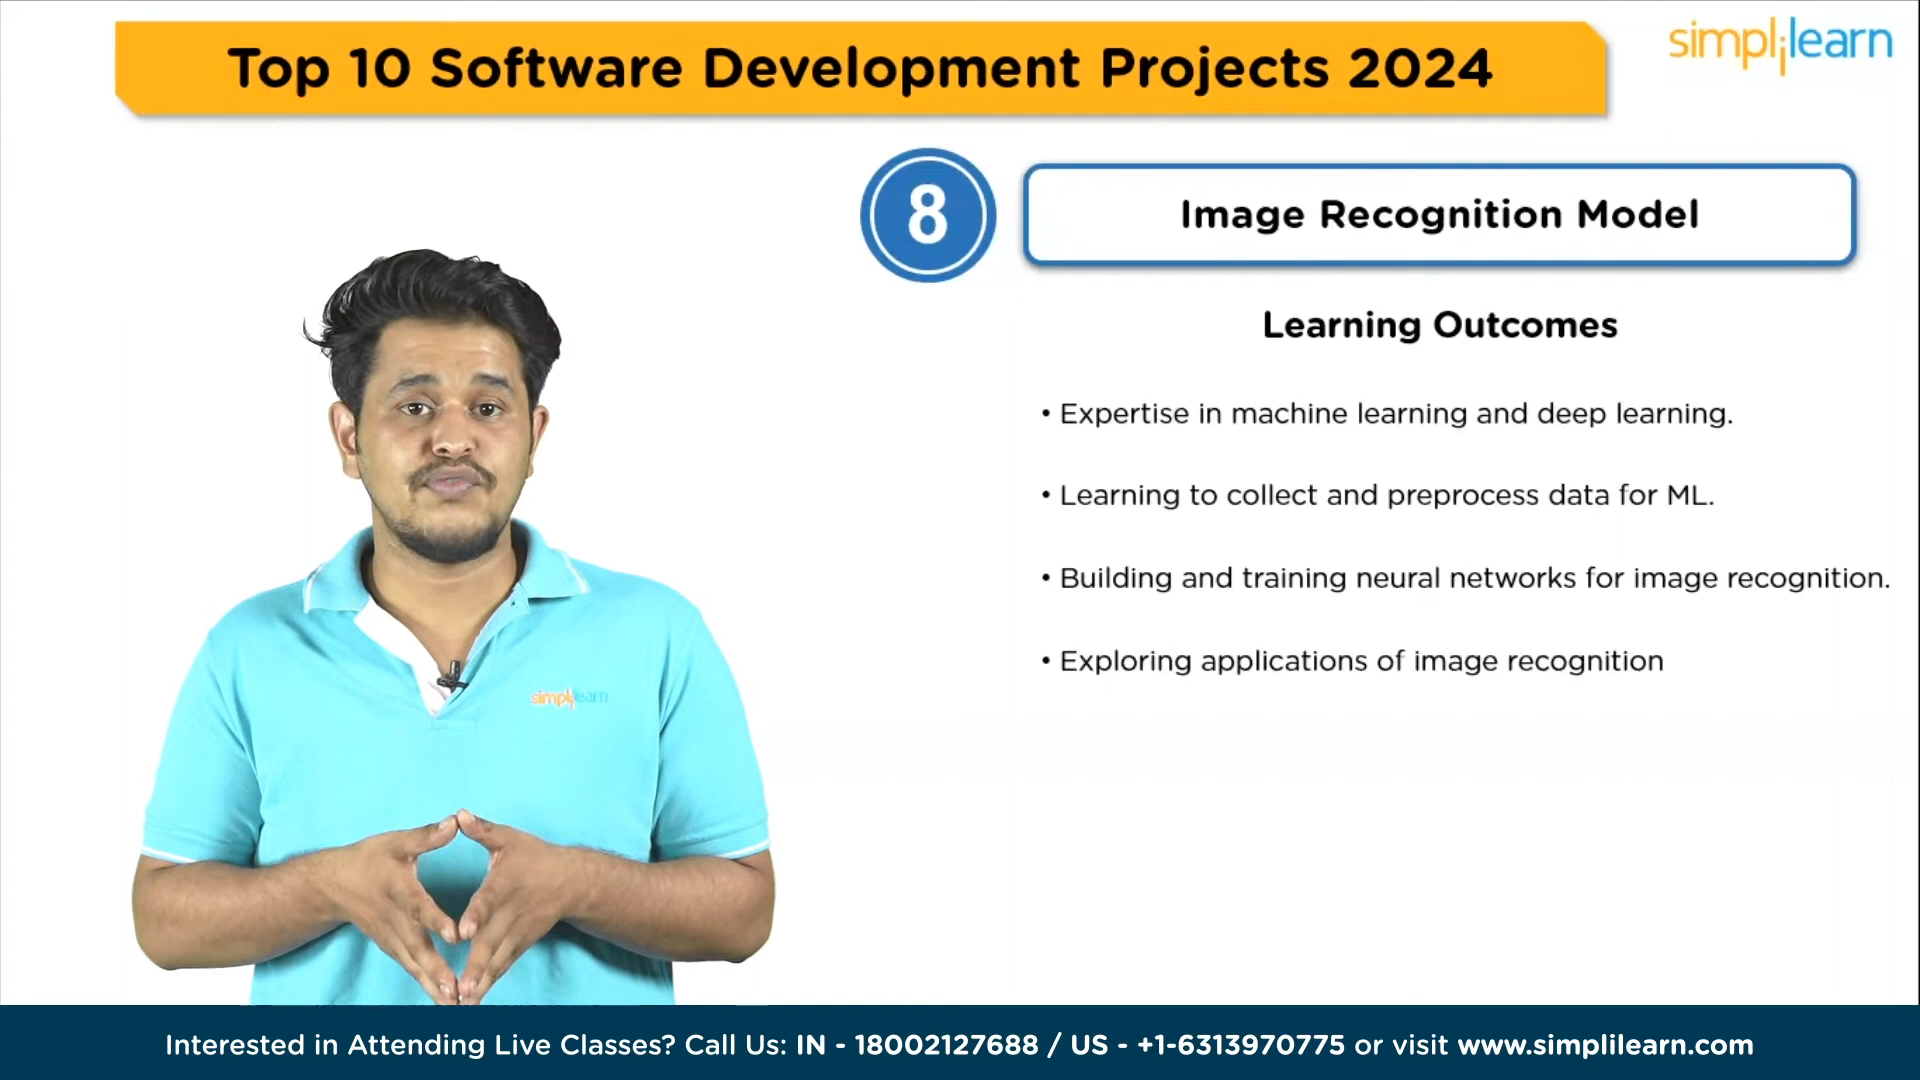 Top 10 Software Development Projects 2024
simplilearn
8
Image Recognition Model
Learning Outcomes
• Expertise in machine learning and deep learning.
• Learning to collect and preprocess data for ML.
• Building and training neural networks for image recognition.
• Exploring applications of image recognition
simplilearn
Interested in Attending Live Classes? Call Us: IN - 18002127688 / US - +1-6313970775 or visit www.simplilearn.com